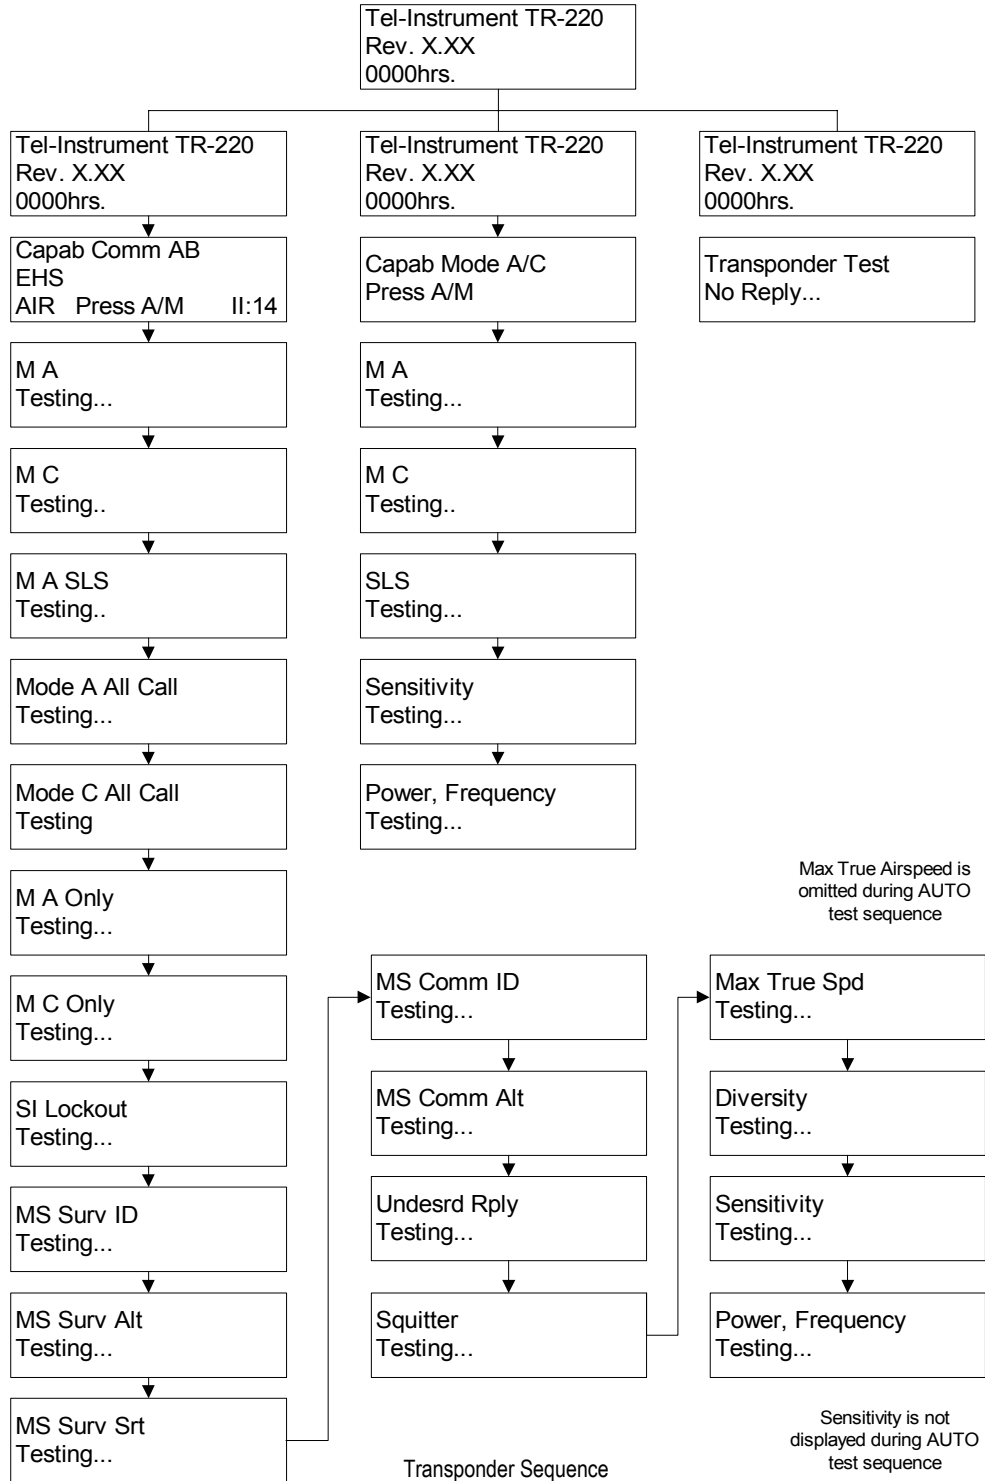 Tel-Instrument TR-220
Rev. X.XX
0000hrs.
Tel-Instrument TR-220
Rev. X.XX
0000hrs.
Capab Comm AB
EHS
AIR Press A/M II:14
M A
Testing...
M C
Testing..
M A SLS
Testing..
Mode A All Call
Testing...
Mode C All Call
Testing
M A Only
Testing...
M C Only
Testing...
SI Lockout
Testing...
MS Surv ID
Testing...
MS Surv Alt
Testing...
MS Surv Srt
Testing...
Tel-Instrument TR-220
Rev. X.XX
0000hrs.
Capab Mode A/C
Press A/M
M A
Testing...
M C
Testing..
SLS
Testing...
Sensitivity
Testing...
Power, Frequency
Testing...
Tel-Instrument TR-220
Rev. X.XX
0000hrs.
Transponder Test
No Reply...
MS Comm ID
Testing...
MS Comm Alt
Testing...
Undesrd Rply
Testing...
Squitter
Testing...
Max True Airspeed is
omitted during AUTO
test sequence
Max True Spd
Testing...
Diversity
Testing...
Sensitivity
Testing...
Power, Frequency
Testing...
Sensitivity is not
displayed during AUTO
test sequence
Transponder Sequence